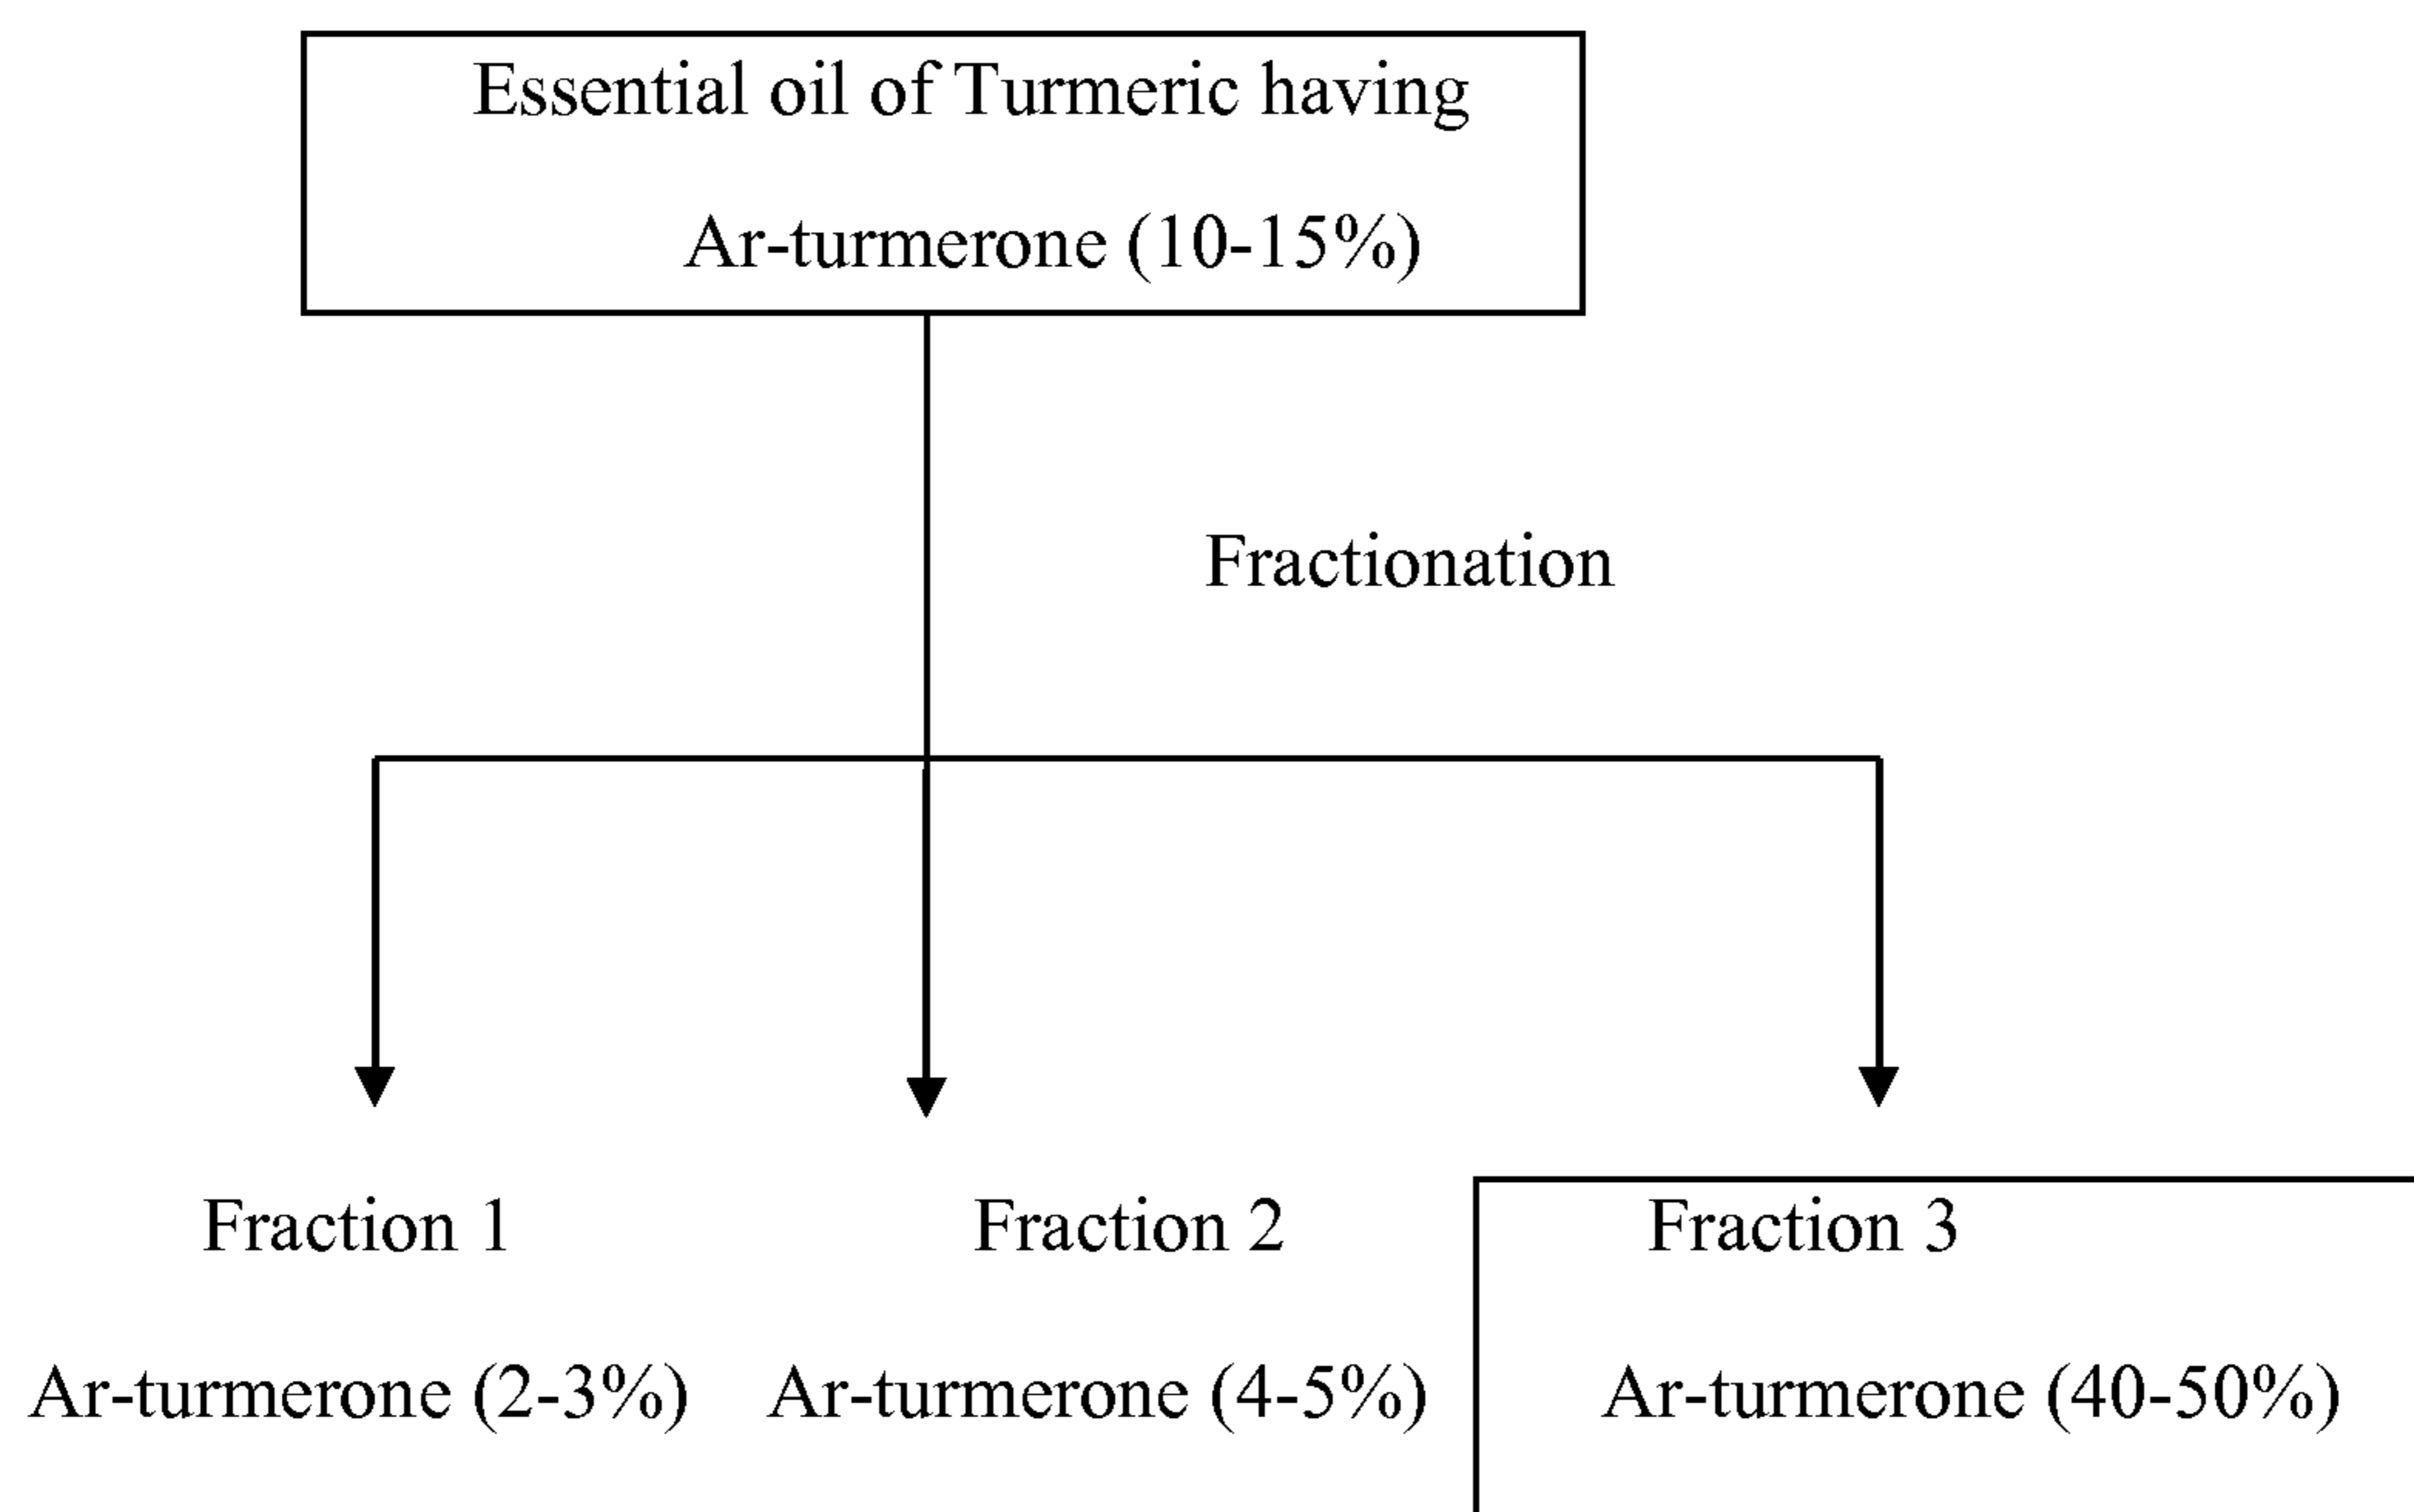 Essential oil of Turmeric having
Ar-turmerone (10-15%)
Fractionation
Fraction 1
Ar-turmerone (2-3%)
Fraction 2
Ar-turmerone (4-5%)
Fraction 3
Ar-turmerone (40-50%)